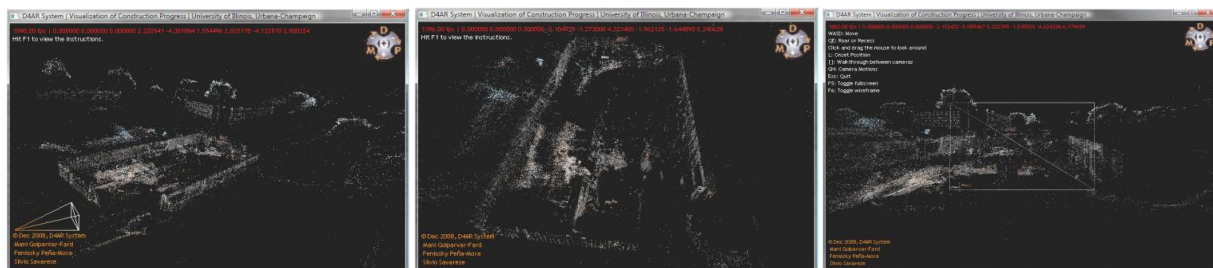 D4AR System | Visualization of Construction Progress | University of Illinois, Urbana-Champaign
Hit F1 to view the Instructions.
D
M
P
© Dec 2008, D4AR System
Mani Golparvar-Fard
Feniosky Peña-Mora
Silvio Savarese
D4AR System | Visualization of Construction Progress | University of Illinois, Urbana-Champaign
Hit F1 to view the Instructions.
D
M
P
© Dec 2008, D4AR System
Mani Golparvar-Fard
Feniosky Peña-Mora
Silvio Savarese
D4AR System | Visualization of Construction Progress | University of Illinois, Urbana-Champaign
WASD: Move
QE: Roar or Recess
Click and drag the mouse to look around
L: Onset Position
[ ]: Walkthrough between cameras
GH: Camera Motions
Esc: Quit
F5: Toggle fullscreen
F6: Toggle wireframe
D
M
P
© Dec 2008, D4AR System
Mani Golparvar-Fard
Feniosky Peña-Mora
Silvio Savarese